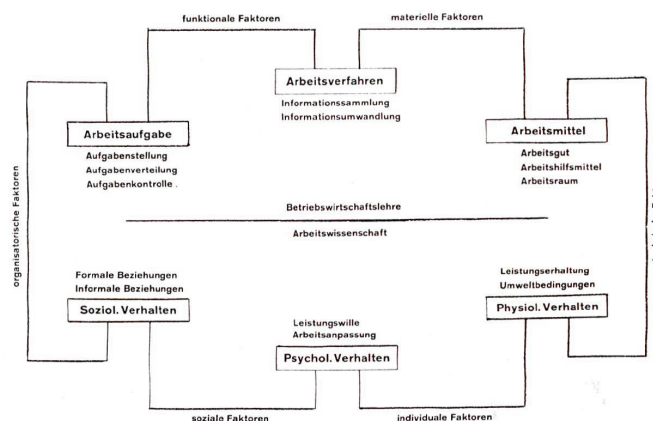 funktionale Faktoren
materielle Faktoren
Arbeitsverfahren
Informationssammlung
Informationsumwandlung
Arbeitsaufgabe
Aufgabenstellung
Aufgabenverteilung
Aufgabenkontrolle .
Arbeitsmittel
Arbeitsgut
Arbeitshilfsmittel
Arbeitsraum
organisatorische Faktoren
Betriebswirtschaftslehre
Arbeitswissenschaft
Formale Beziehungen
Informale Beziehungen
Soziol. Verhalten
Leistungswille
Arbeitsanpassung
Psychol. Verhalten
Leistungserhaltung
Umweltbedingungen
Physiol. Verhalten
soziale Faktoren
individuale Faktoren